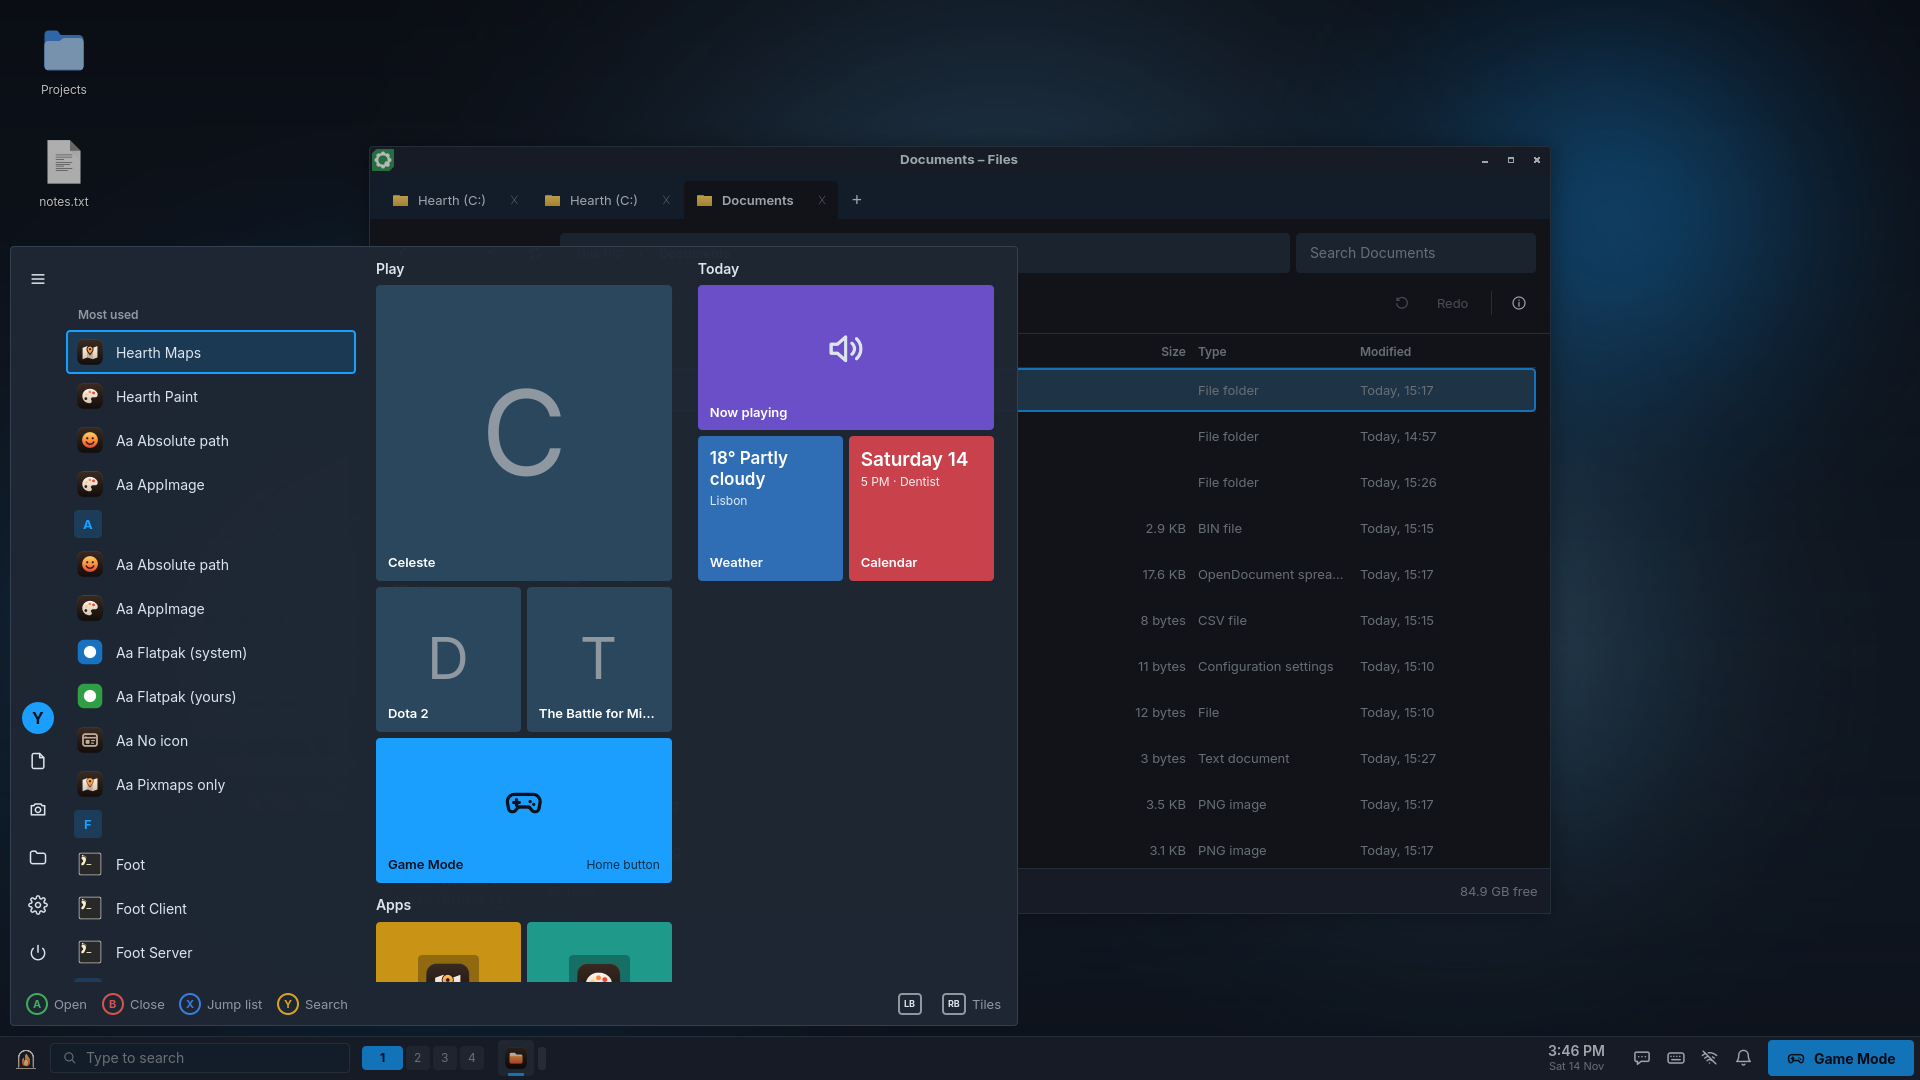 Projects
notes.txt
Documents – Files
Hearth (C:) X
Hearth (C:) X
Documents X +
Search Documents
Redo
Size Type Modified
File folder Today, 15:17
File folder Today, 14:57
File folder Today, 15:26
2.9 KB BIN file Today, 15:15
17.6 KB OpenDocument sprea... Today, 15:17
8 bytes CSV file Today, 15:15
11 bytes Configuration settings Today, 15:10
12 bytes File Today, 15:10
3 bytes Text document Today, 15:27
3.5 KB PNG image Today, 15:17
3.1 KB PNG image Today, 15:17
84.9 GB free
Most used
Hearth Maps
Hearth Paint
Aa Absolute path
Aa AppImage
A
Aa Absolute path
Aa AppImage
Aa Flatpak (system)
Aa Flatpak (yours)
Aa No icon
Aa Pixmaps only
F
Foot
Foot Client
Foot Server
Y
Play
C
Celeste
D
Dota 2
T
The Battle for Mi...
Game Mode Home button
Apps
Today
Now playing
18° Partly
cloudy
Lisbon
Weather
Saturday 14
5 PM · Dentist
Calendar
A Open B Close X Jump list Y Search
LB RB Tiles
Type to search
1 2 3 4
3:46 PM
Sat 14 Nov
Game Mode